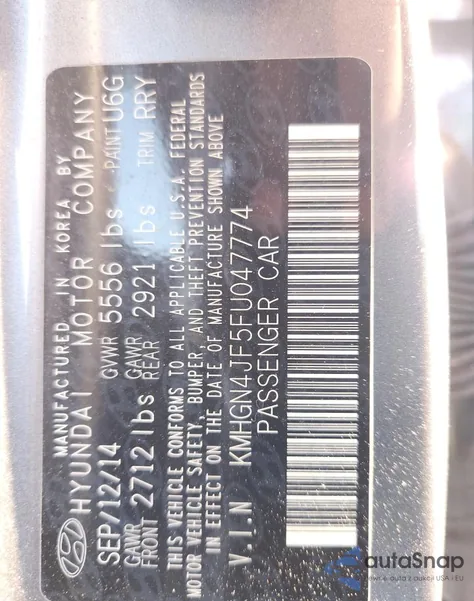 MANUFACTURED IN KOREA BY
HYUNDAI MOTOR COMPANY
SEP/12/14 GVWR 5556 lbs PAINT U6G
GAWR FRONT 2712 lbs GAWR REAR 2921 lbs TRIM RRY
THIS VEHICLE CONFORMS TO ALL APPLICABLE U.S.A. FEDERAL
MOTOR VEHICLE SAFETY, BUMPER, AND THEFT PREVENTION STANDARDS
IN EFFECT ON THE DATE OF MANUFACTURE SHOWN ABOVE
V.I.N KMHGN4JF5FU047774
PASSENGER CAR
autaSnap